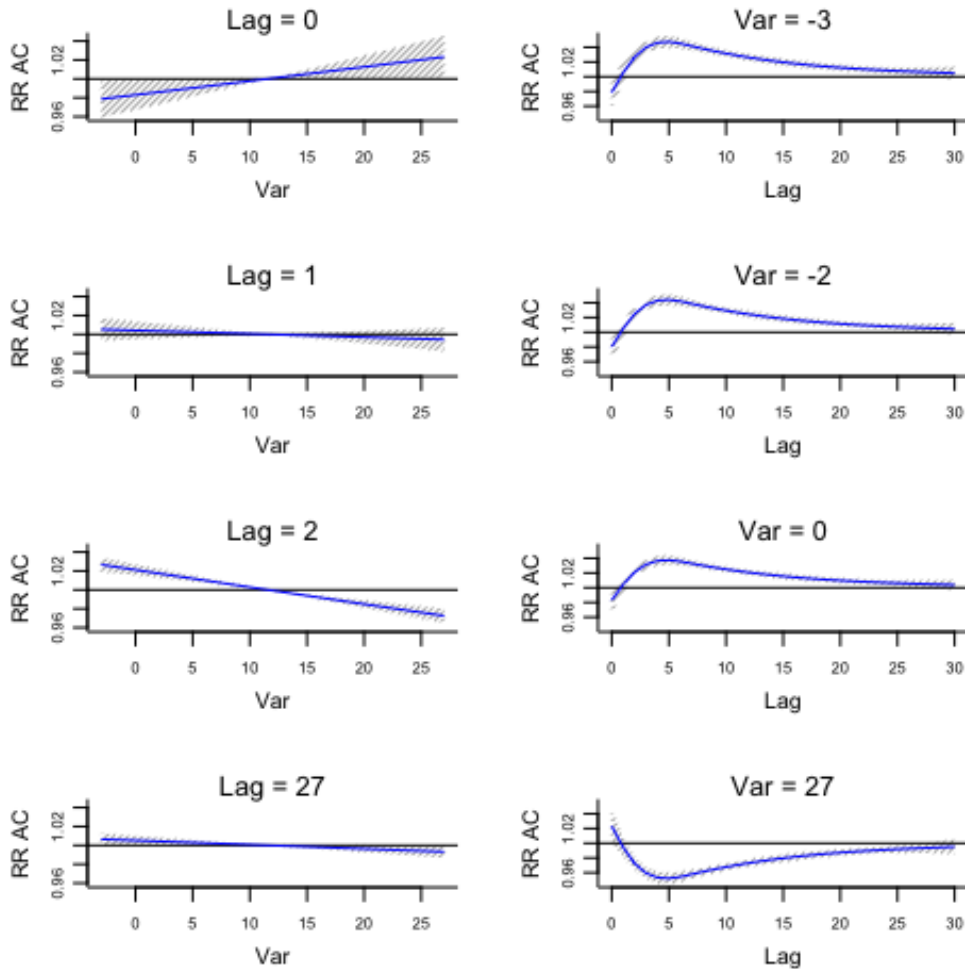 Lag = 0
RR AC
0.96 1.02
0 5 10 15 20 25
Var
Var = -3
RR AC
0.96 1.02
0 5 10 15 20 25 30
Lag
Lag = 1
RR AC
0.96 1.02
0 5 10 15 20 25
Var
Var = -2
RR AC
0.96 1.02
0 5 10 15 20 25 30
Lag
Lag = 2
RR AC
0.96 1.02
0 5 10 15 20 25
Var
Var = 0
RR AC
0.96 1.02
0 5 10 15 20 25 30
Lag
Lag = 27
RR AC
0.96 1.02
0 5 10 15 20 25
Var
Var = 27
RR AC
0.96 1.02
0 5 10 15 20 25 30
Lag